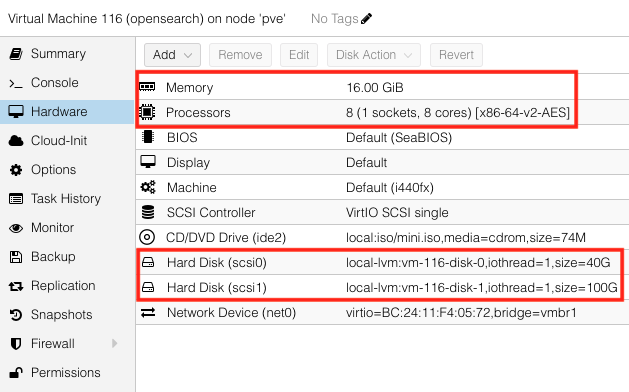 Virtual Machine 116 (opensearch) on node 'pve' No Tags
Summary
Console
Hardware
Cloud-Init
Options
Task History
Monitor
Backup
Replication
Snapshots
Firewall
Permissions
Add Remove Edit Disk Action Revert
Memory 16.00 GiB
Processors 8 (1 sockets, 8 cores) [x86-64-v2-AES]
BIOS Default (SeaBIOS)
Display Default
Machine Default (i440fx)
SCSI Controller VirtIO SCSI single
CD/DVD Drive (ide2) local:iso/mini.iso,media=cdrom,size=74M
Hard Disk (scsi0) local-lvm:vm-116-disk-0,iothread=1,size=40G
Hard Disk (scsi1) local-lvm:vm-116-disk-1,iothread=1,size=100G
Network Device (net0) virtio=BC:24:11:F4:05:72,bridge=vmbr1